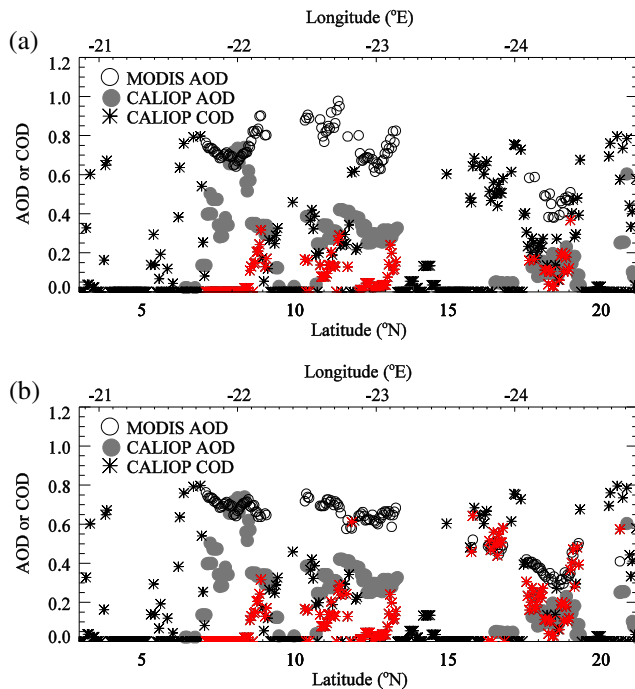 Longitude (°E)
(a)
-21 -22 -23 -24
1.2
1.0
0.8
0.6
0.4
0.2
0.0
AOD or COD
MODIS AOD
CALIOP AOD
CALIOP COD
5 10 15 20
Latitude (°N)
Longitude (°E)
(b)
-21 -22 -23 -24
1.2
1.0
0.8
0.6
0.4
0.2
0.0
AOD or COD
MODIS AOD
CALIOP AOD
CALIOP COD
5 10 15 20
Latitude (°N)